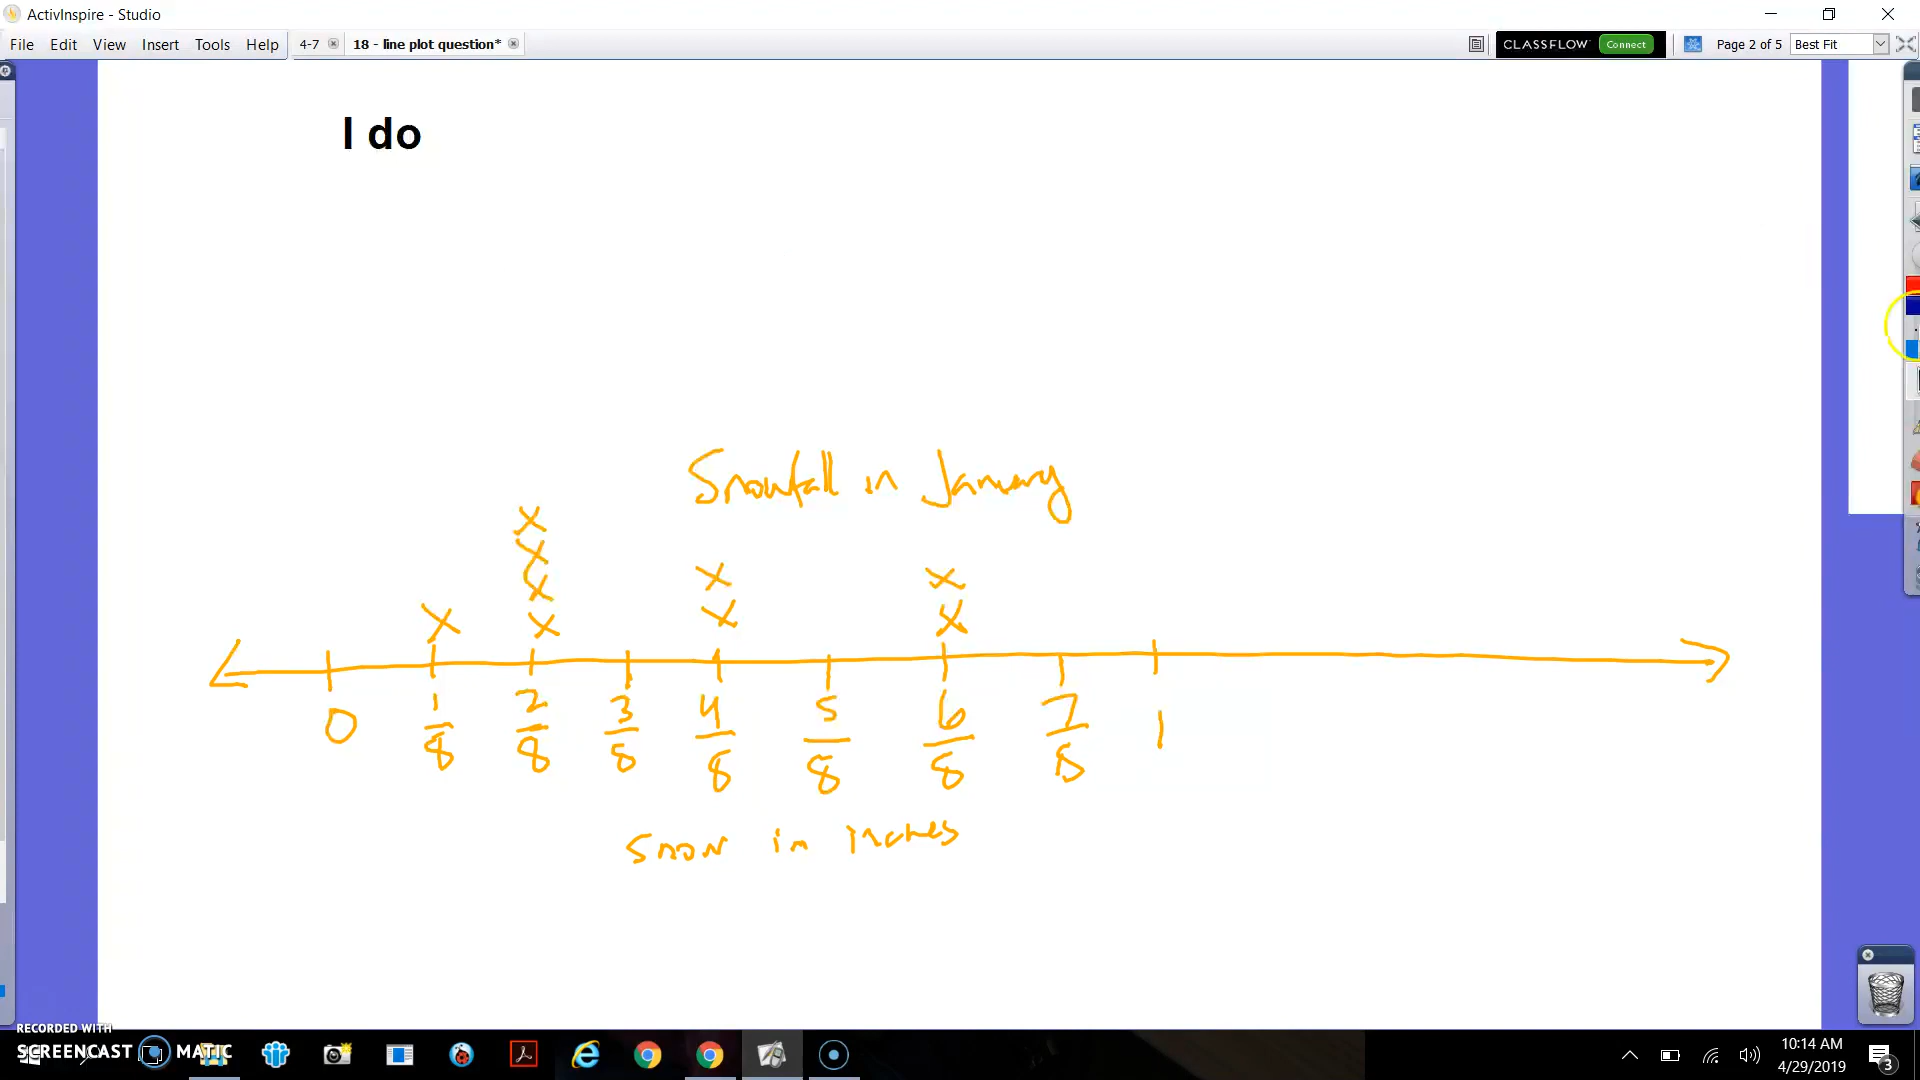 ActivInspire - Studio
File Edit View Insert Tools Help 4-7 18 - line plot question* CLASSFLOW Connect Page 2 of 5 Best Fit
I do
Snowfall in January
x
x
x x x
x x x x x
0 1/8 2/8 3/8 4/8 5/8 6/8 7/8 1
Snow in inches
RECORDED WITH
SCREENCAST MATIC
10:14 AM
4/29/2019
3